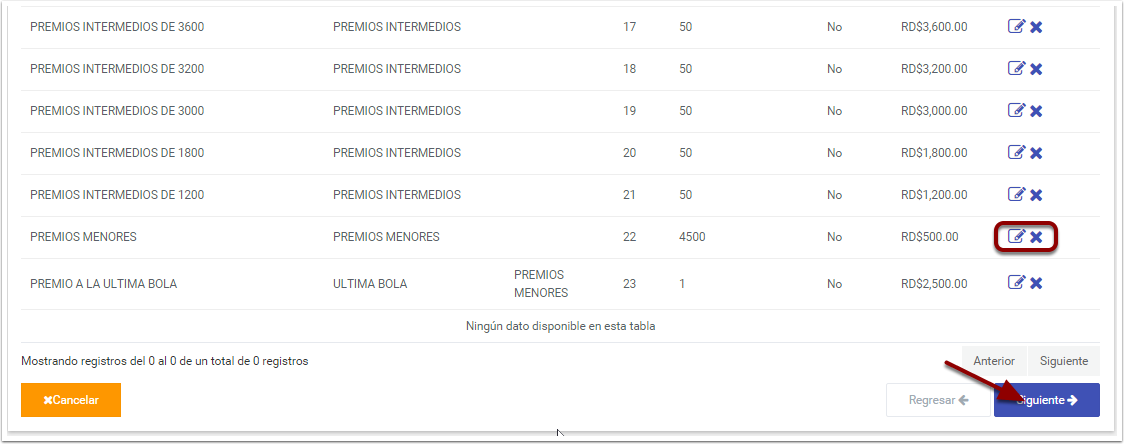 PREMIOS INTERMEDIOS DE 3600 PREMIOS INTERMEDIOS 17 50 No RD$3,600.00
PREMIOS INTERMEDIOS DE 3200 PREMIOS INTERMEDIOS 18 50 No RD$3,200.00
PREMIOS INTERMEDIOS DE 3000 PREMIOS INTERMEDIOS 19 50 No RD$3,000.00
PREMIOS INTERMEDIOS DE 1800 PREMIOS INTERMEDIOS 20 50 No RD$1,800.00
PREMIOS INTERMEDIOS DE 1200 PREMIOS INTERMEDIOS 21 50 No RD$1,200.00
PREMIOS MENORES PREMIOS MENORES 22 4500 No RD$500.00
PREMIO A LA ULTIMA BOLA ULTIMA BOLA PREMIOS MENORES 23 1 No RD$2,500.00
Ningún dato disponible en esta tabla
Mostrando registros del 0 al 0 de un total de 0 registros
Anterior Siguiente
Cancelar Regresar Siguiente